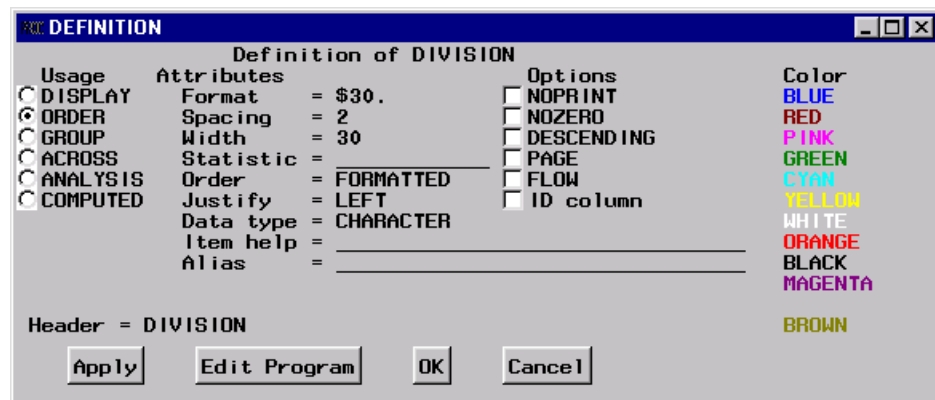 DEFINITION
Definition of DIVISION
Usage Attributes Options Color
DISPLAY Format = $30. NOPRINT BLUE
ORDER Spacing = 2 NOZERO RED
GROUP Width = 30 DESCENDING PINK
ACROSS Statistic = PAGE GREEN
ANALYSIS Order = FORMATTED FLOW CYAN
COMPUTED Justify = LEFT ID column YELLOW
Data type = CHARACTER WHITE
Item help = ORANGE
Alias = BLACK
MAGENTA
Header = DIVISION BROWN
Apply Edit Program OK Cancel